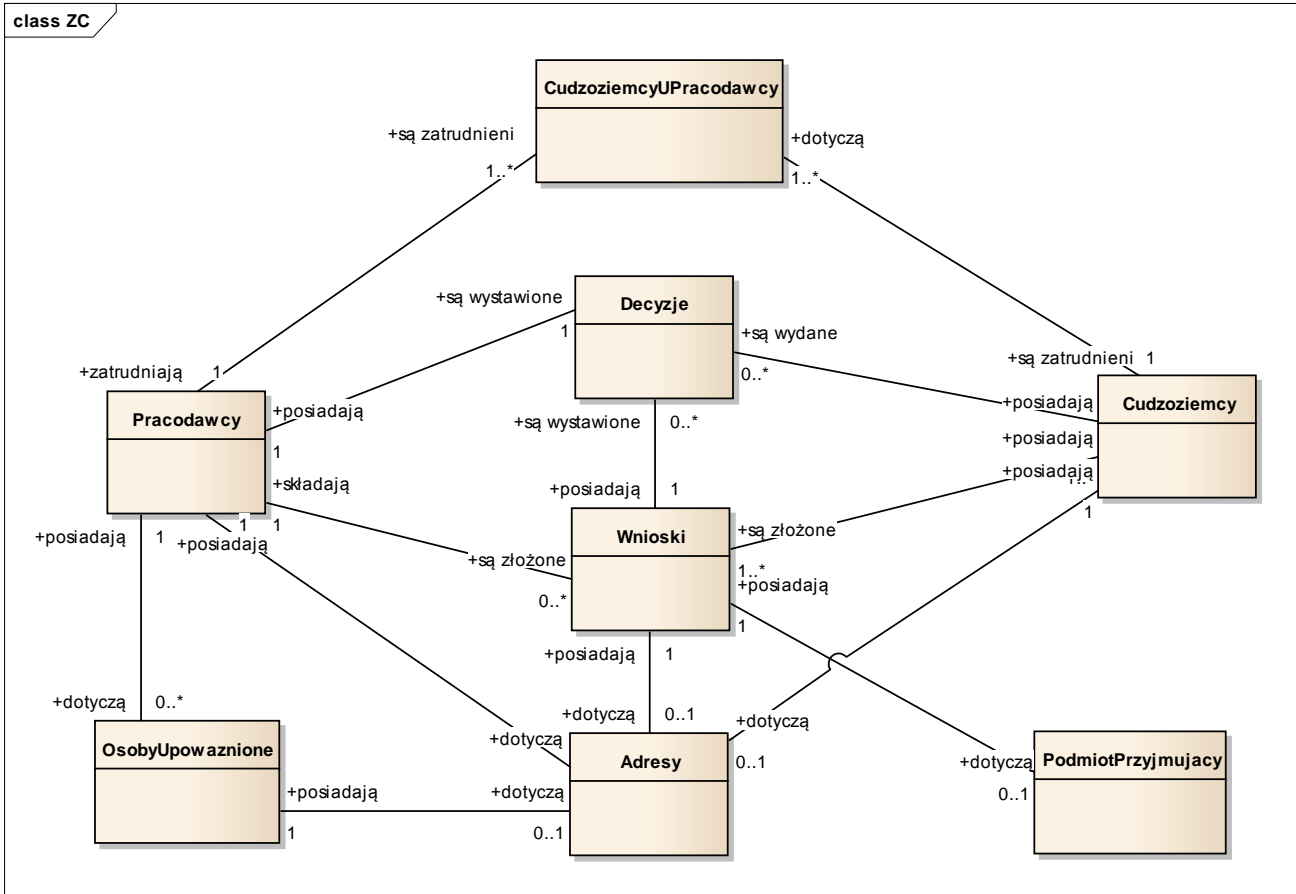 class ZC
CudzoziemcyUPracodawcy
+są zatrudnieni
+dotyczą
1..*
1..*
Decyzje
+są wystawione
1
+są wydane
0..*
+zatrudniają
1
+są zatrudnieni
1
Pracodawcy
+posiadają
1
Cudzoziemcy
+posiadają
+posiadają
+posiadają
1
+są wystawione
0..*
+składają
1
1
+posiadają
1
Wnioski
+posiadają
1
+posiadają
+są złożone
0..*
+są złożone
1..*
+posiadają
1
+posiadają
1
+dotyczą
0..*
+dotyczą
0..1
+dotyczą
0..1
OsobyUpowaznione
+dotyczą
Adresy
+dotyczą
0..1
PodmiotPrzyjmujacy
+posiadają
1
+dotyczą
0..1